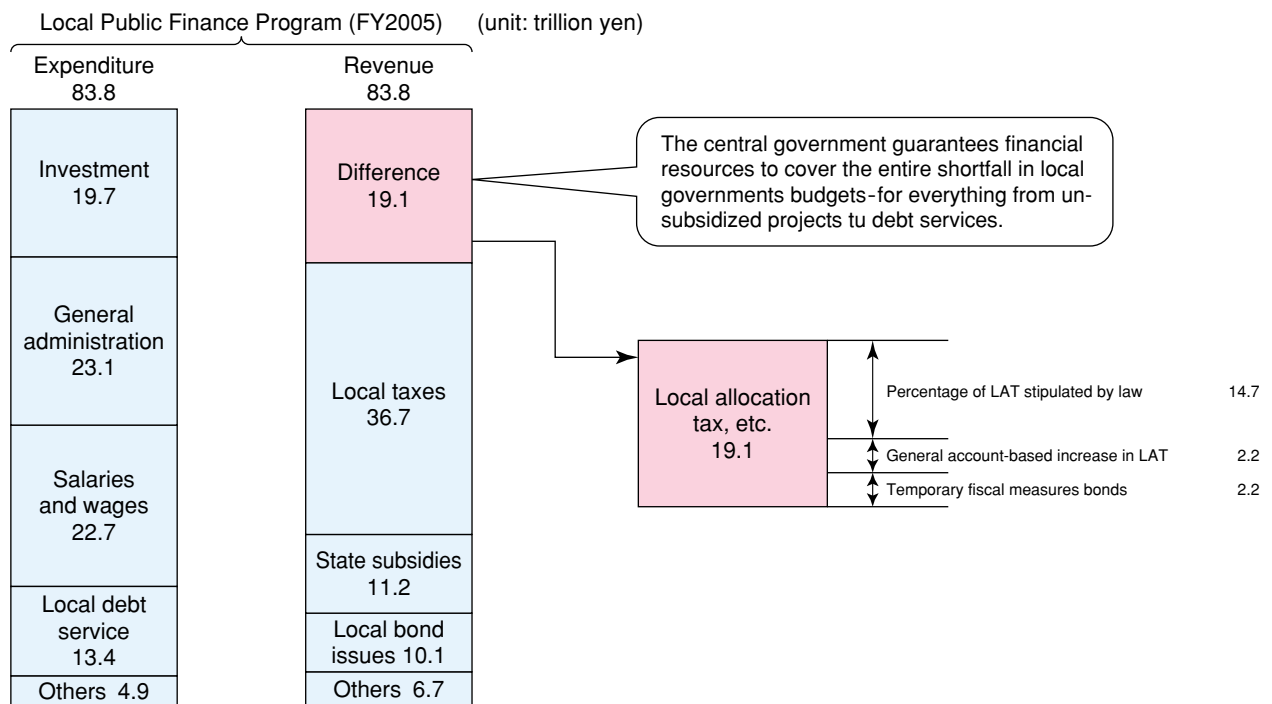 Local Public Finance Program (FY2005) (unit: trillion yen)
Expenditure
83.8
Investment
19.7
General
administration
23.1
Salaries
and wages
22.7
Local debt
service
13.4
Others 4.9
Revenue
83.8
Difference
19.1
Local taxes
36.7
State subsidies
11.2
Local bond
issues 10.1
Others 6.7
The central government guarantees financial
resources to cover the entire shortfall in local
governments budgets-for everything from un-
subsidized projects tu debt services.
Local allocation
tax, etc.
19.1
Percentage of LAT stipulated by law 14.7
General account-based increase in LAT 2.2
Temporary fiscal measures bonds 2.2